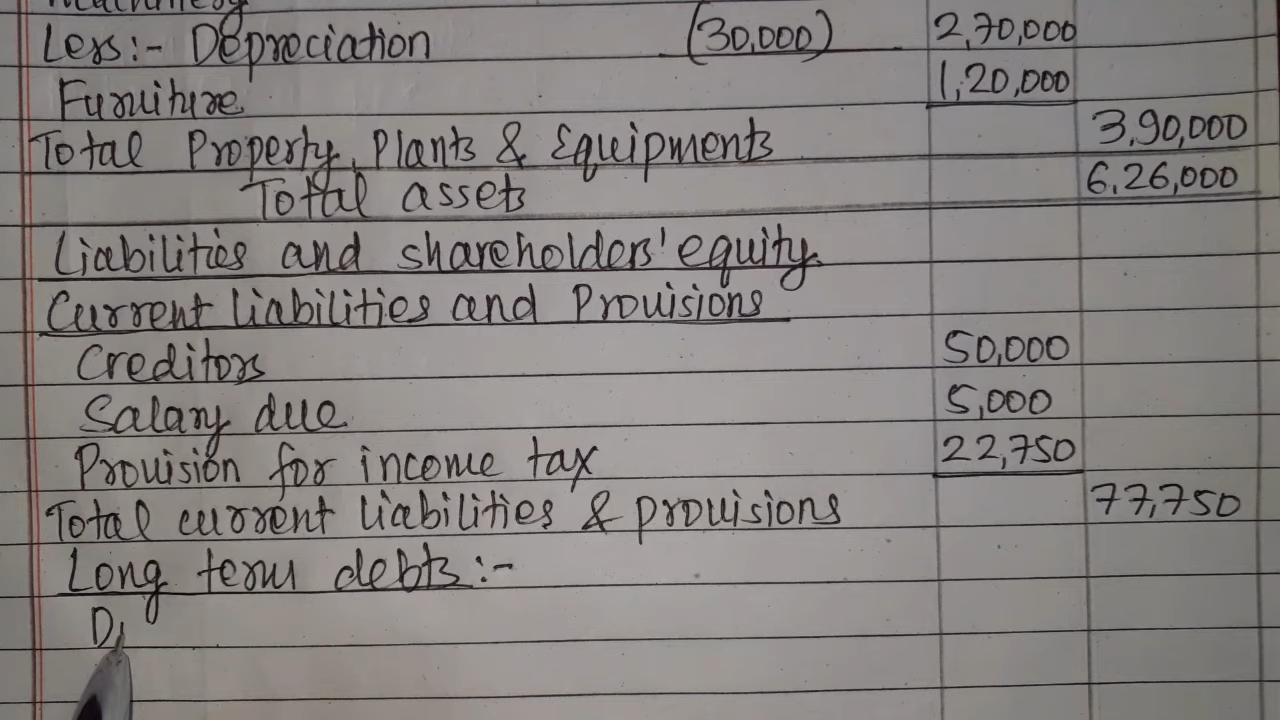 Less:- Depreciation (30,000) 2,70,000
Furniture 1,20,000
Total Property, Plants & Equipments 3,90,000
Total assets 6,26,000
Liabilities and shareholders' equity.
Current liabilities and Provisions
Creditors 50,000
Salary due 5,000
Provision for income tax 22,750
Total current liabilities & provisions 77,750
Long term debts:-
D